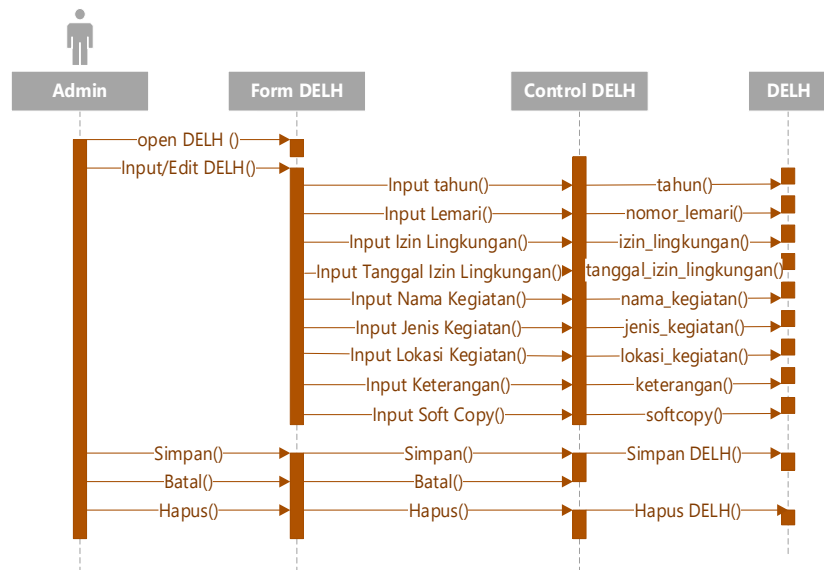 Admin
Form DELH
Control DELH
DELH
open DELH ()
Input/Edit DELH()
Input tahun()
tahun()
Input Lemari()
nomor_lemari()
Input Izin Lingkungan()
izin_lingkungan()
Input Tanggal Izin Lingkungan()
tanggal_izin_lingkungan()
Input Nama Kegiatan()
nama_kegiatan()
Input Jenis Kegiatan()
jenis_kegiatan()
Input Lokasi Kegiatan()
lokasi_kegiatan()
Input Keterangan()
keterangan()
Input Soft Copy()
softcopy()
Simpan()
Simpan()
Simpan DELH()
Batal()
Batal()
Hapus()
Hapus()
Hapus DELH()